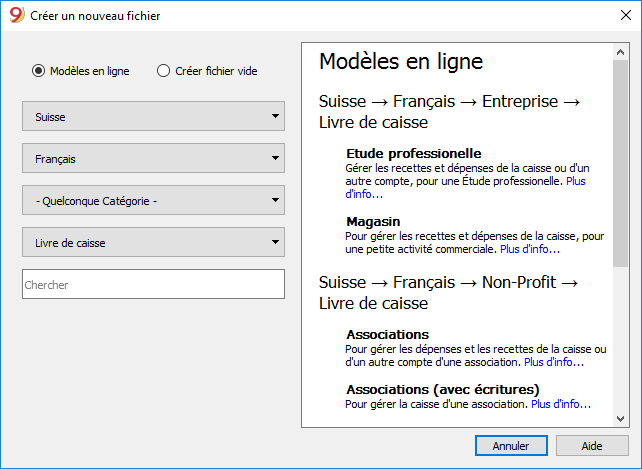 Créer un nouveau fichier
Modèles en ligne
Créer fichier vide
Suisse
Français
- Quelconque Catégorie -
Livre de caisse
Chercher
Modèles en ligne
Suisse → Français → Entreprise →
Livre de caisse
Etude professionelle
Gérer les recettes et dépenses de la caisse ou d'un
autre compte, pour une Étude professionelle. Plus
d'info...
Magasin
Pour gérer les recettes et dépenses de la caisse, pour
une petite activité commerciale. Plus d'info...
Suisse → Français → Non-Profit →
Livre de caisse
Associations
Pour gérer les dépenses et les recettes de la caisse ou
d'un autre compte d'une association. Plus d'info...
Associations (avec écritures)
Pour gérer la caisse d'une association. Plus d'info...
Annuler
Aide